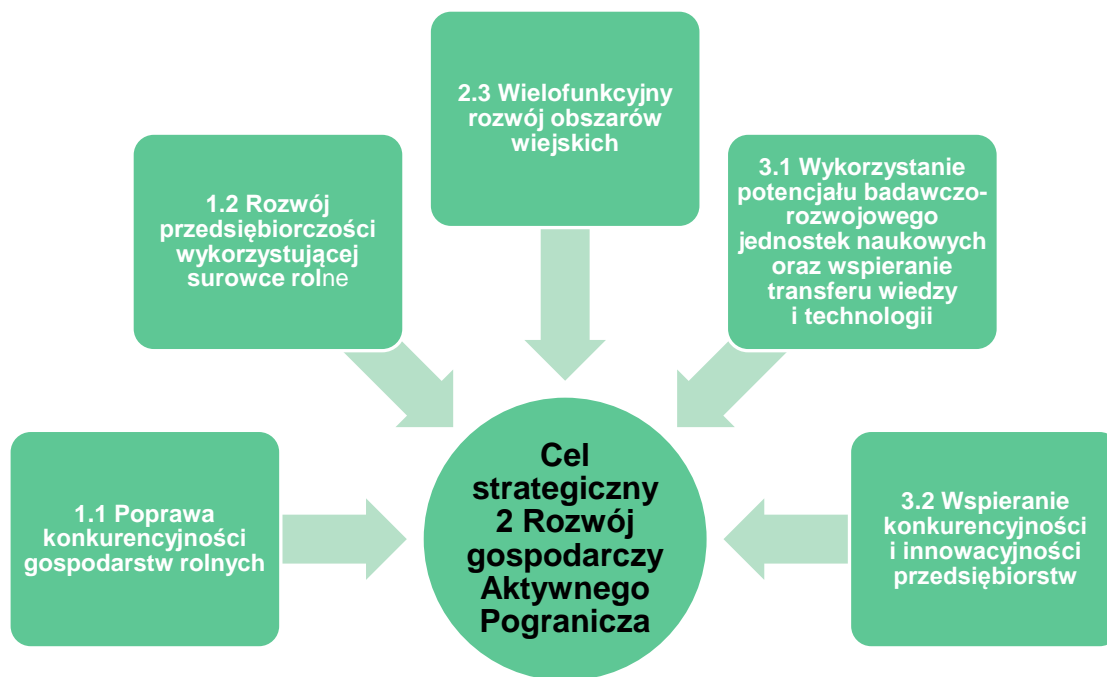 2.3 Wielofunkcyjny
rozwój obszarów
wiejskich
1.2 Rozwój
przedsiębiorczości
wykorzystującej
surowce rolne
3.1 Wykorzystanie
potencjału badawczo-
rozwojowego
jednostek naukowych
oraz wspieranie
transferu wiedzy
i technologii
1.1 Poprawa
konkurencyjności
gospodarstw rolnych
Cel
strategiczny
2 Rozwój
gospodarczy
Aktywnego
Pogranicza
3.2 Wspieranie
konkurencyjności
i innowacyjności
przedsiębiorstw